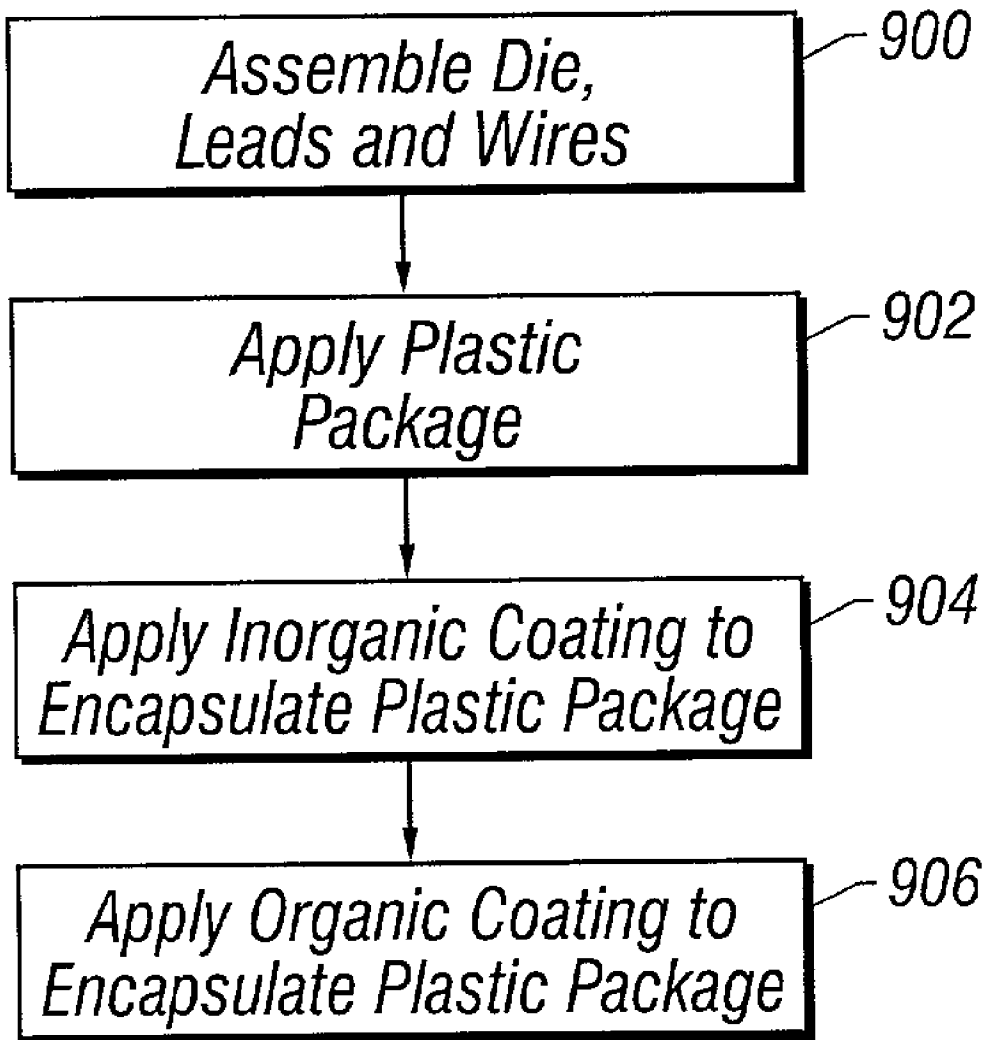 Assemble Die,
Leads and Wires
900
Apply Plastic
Package
902
Apply Inorganic Coating to
Encapsulate Plastic Package
904
Apply Organic Coating to
Encapsulate Plastic Package
906